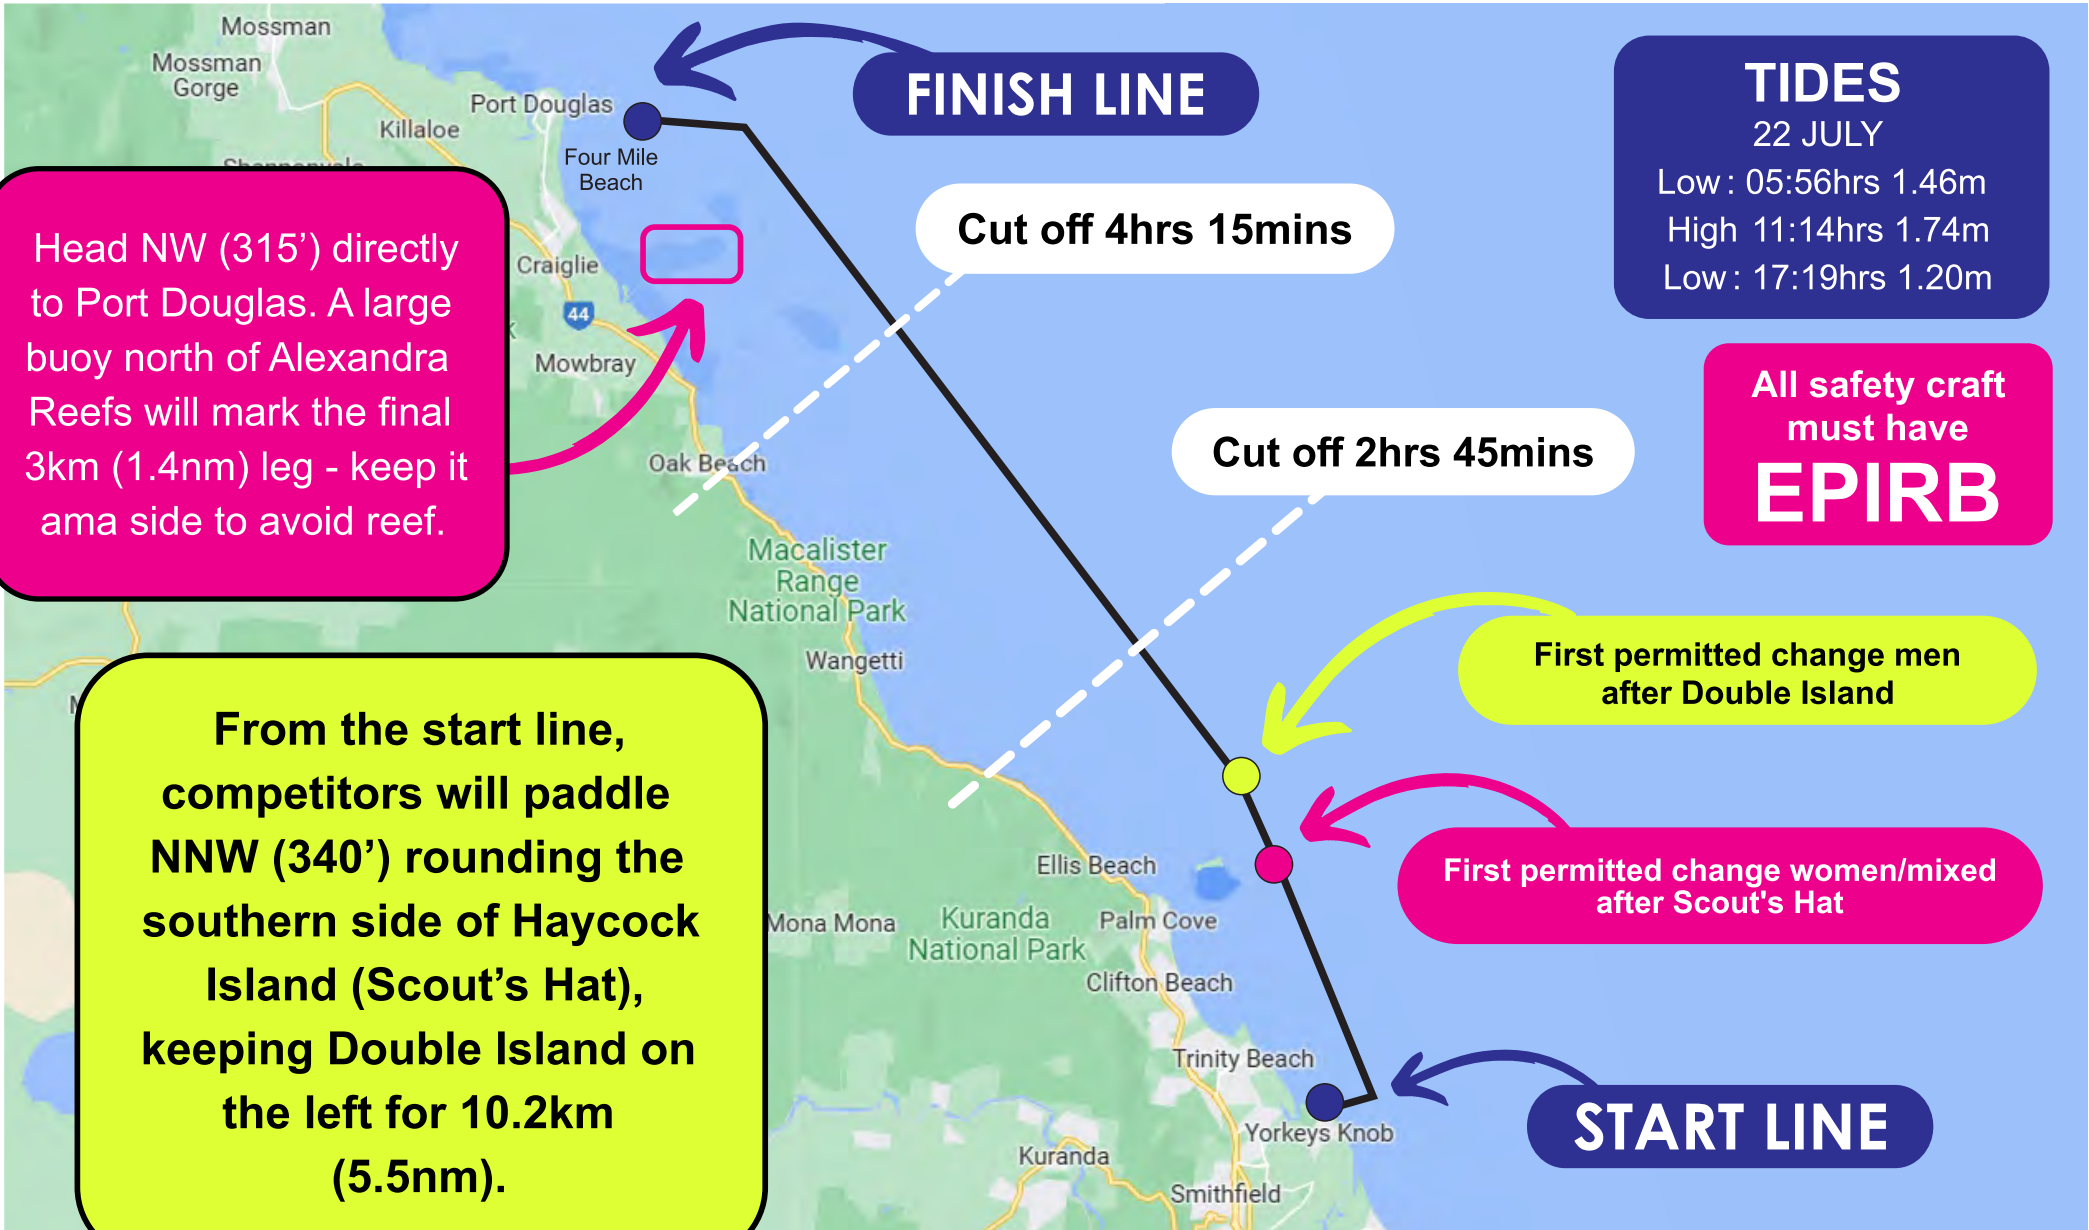 Mossman
Mossman
Gorge
Killaloe
Port Douglas
Four Mile
Beach
FINISH LINE
TIDES
22 JULY
Low : 05:56hrs 1.46m
High 11:14hrs 1.74m
Low : 17:19hrs 1.20m
Cut off 4hrs 15mins
Head NW (315’) directly
to Port Douglas. A large
buoy north of Alexandra
Reefs will mark the final
3km (1.4nm) leg - keep it
ama side to avoid reef.
Craiglie
44
Mowbray
All safety craft
must have
EPIRB
Cut off 2hrs 45mins
Oak Beach
Macalister
Range
National Park
Wangetti
First permitted change men
after Double Island
From the start line,
competitors will paddle
NNW (340’) rounding the
southern side of Haycock
Island (Scout’s Hat),
keeping Double Island on
the left for 10.2km
(5.5nm).
First permitted change women/mixed
after Scout's Hat
Ellis Beach
Mona Mona
Kuranda
National Park
Palm Cove
Clifton Beach
Trinity Beach
START LINE
Yorkeys Knob
Kuranda
Smithfield